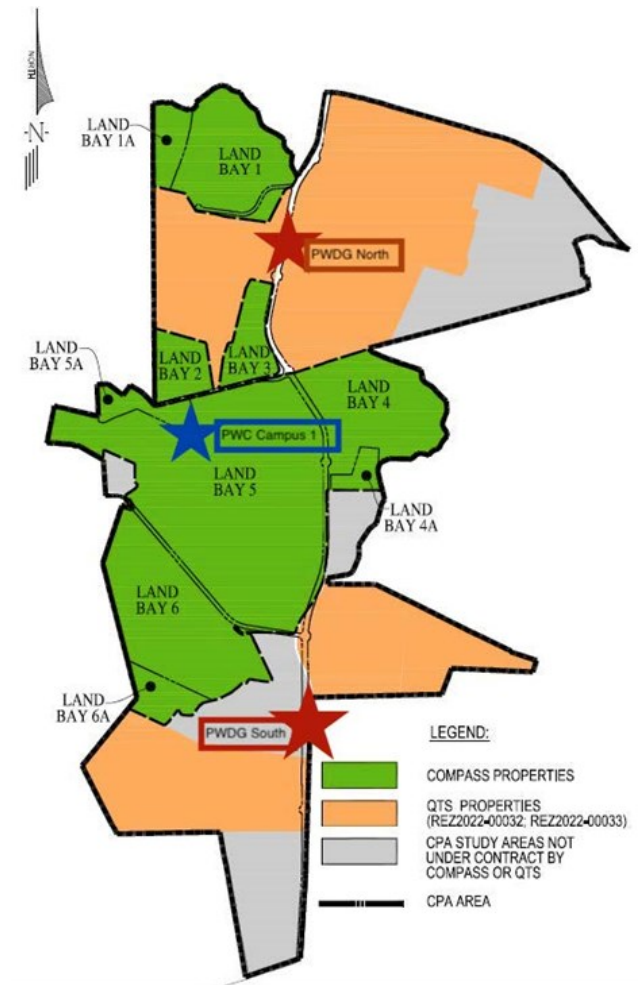 NORTH
-N-
LAND
BAY 1A
LAND
BAY 1
PWDG North
LAND
BAY 5A
LAND
BAY 2
LAND
BAY 3
LAND
BAY 4
PWC Campus 1
LAND
BAY 5
LAND
BAY 4A
LAND
BAY 6
LAND
BAY 6A
PWDG South
LEGEND:
COMPASS PROPERTIES
QTS PROPERTIES
(REZ2022-00032; REZ2022-00033)
CPA STUDY AREAS NOT
UNDER CONTRACT BY
COMPASS OR QTS
CPA AREA